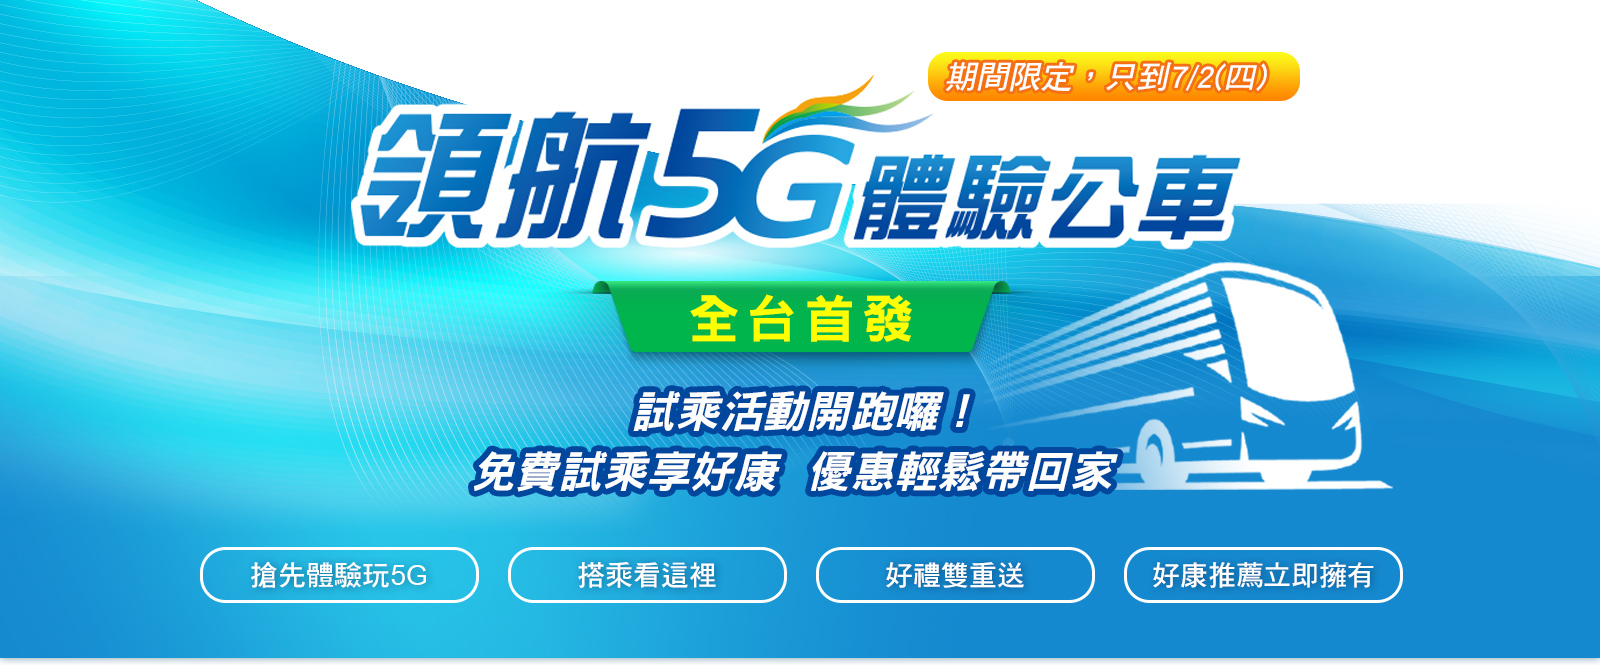 期間限定，只到7/2(四)
領航5G體驗公車
全台首發
試乘活動開跑囉！
免費試乘享好康 優惠輕鬆帶回家
搶先體驗玩5G
搭乘看這裡
好禮雙重送
好康推薦立即擁有